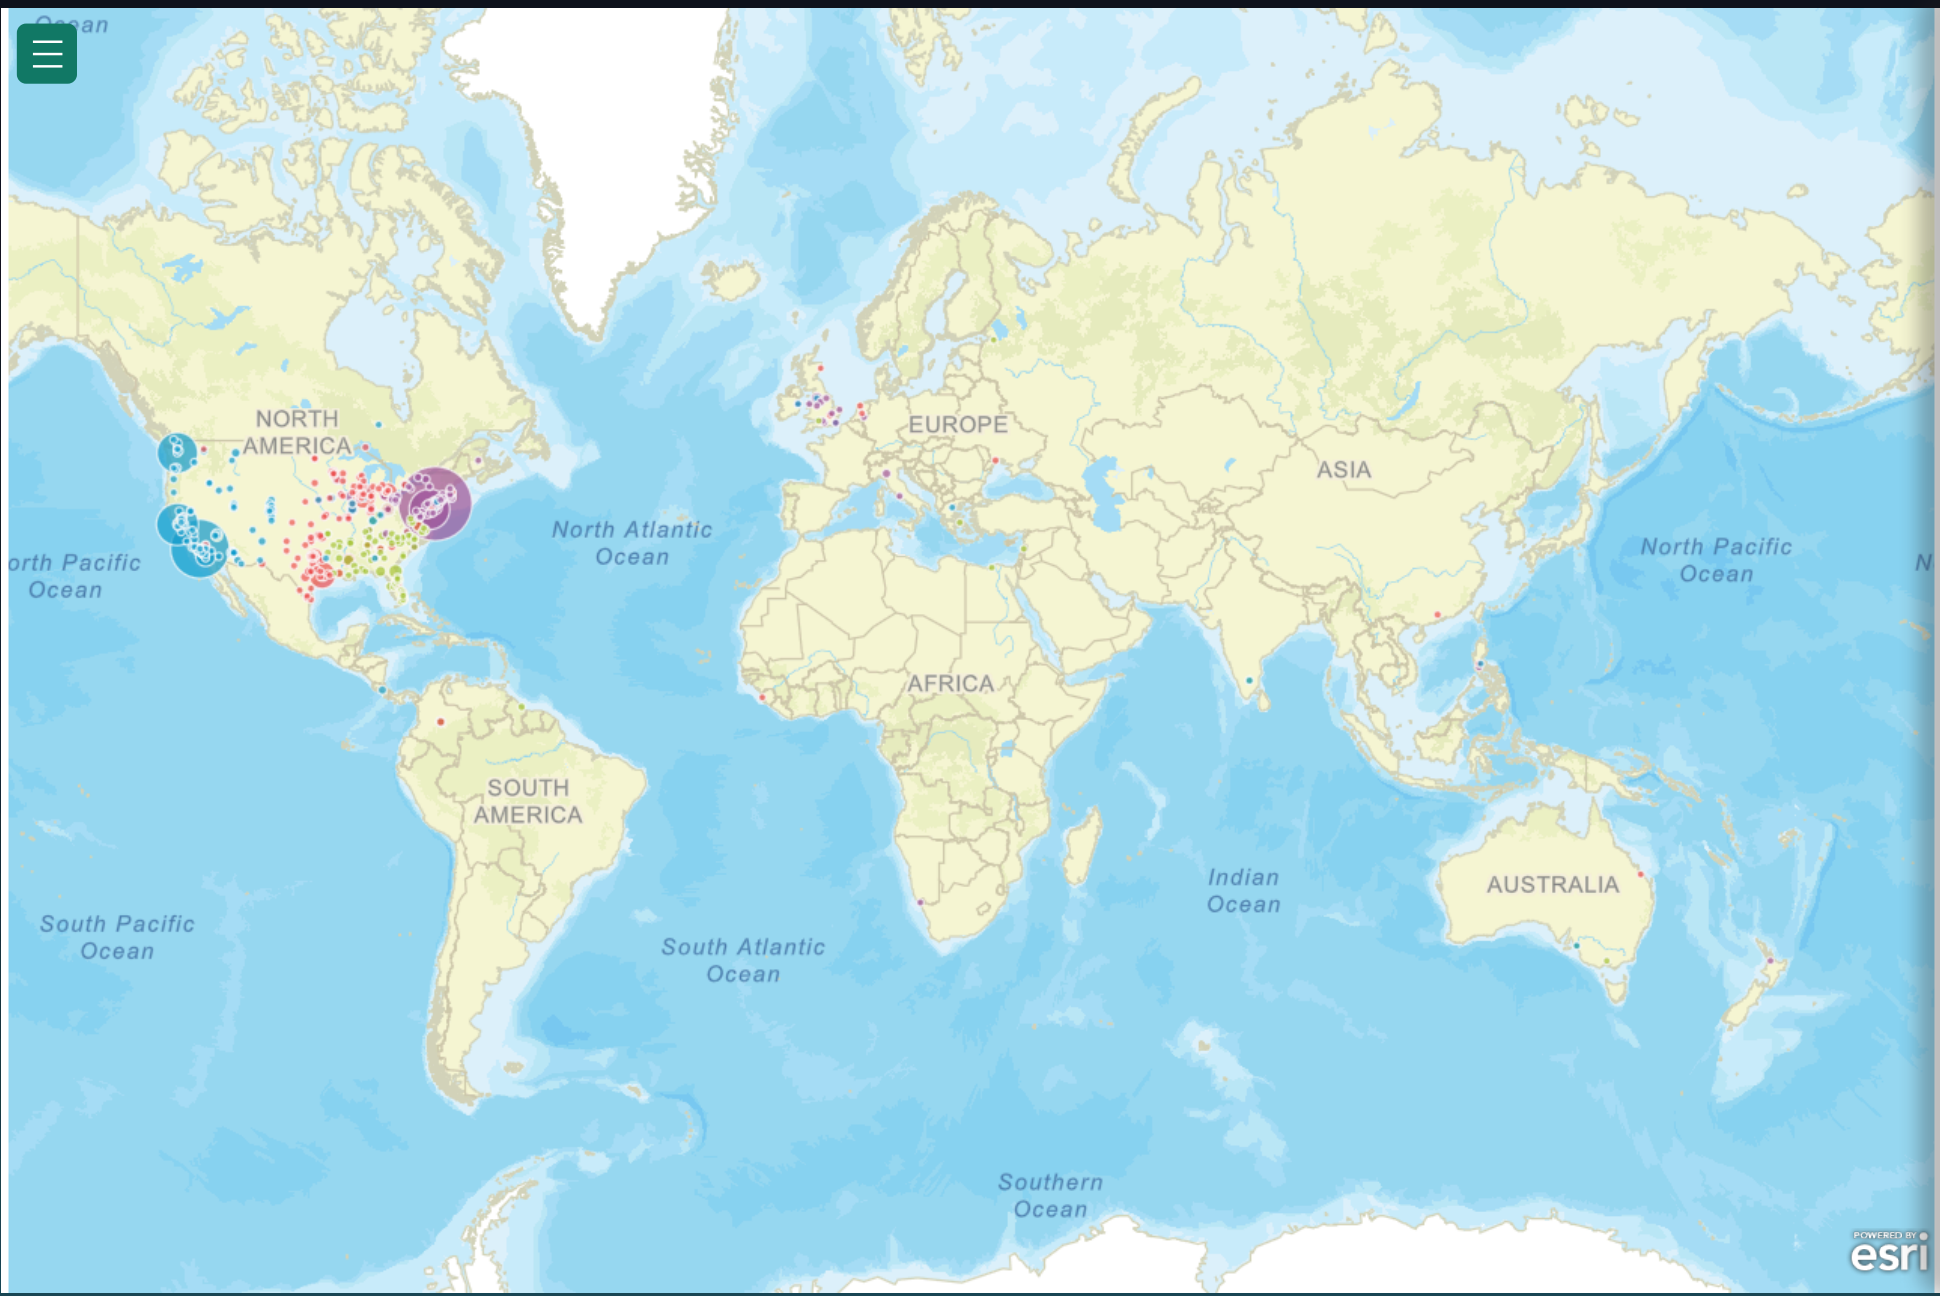 Ocean
NORTH
AMERICA
EUROPE
ASIA
North Atlantic
Ocean
North Pacific
Ocean
orth Pacific
Ocean
N
AFRICA
SOUTH
AMERICA
Indian
Ocean
AUSTRALIA
South Pacific
Ocean
South Atlantic
Ocean
Southern
Ocean
POWERED BY
esri